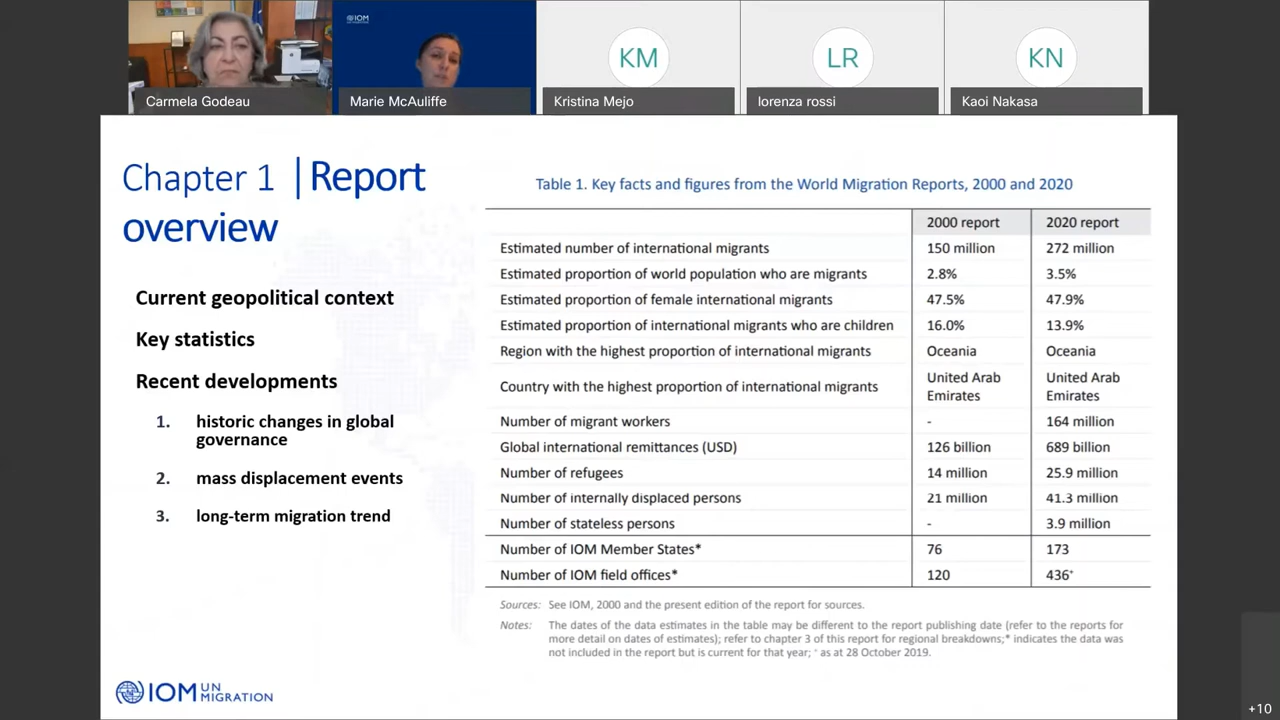 IOM
UN MIGRATION
KM
LR
KN
Carmela Godeau
Marie McAuliffe
Kristina Mejo
lorenza rossi
Kaoi Nakasa
Chapter 1 | Report
overview
Current geopolitical context
Key statistics
Recent developments
1. historic changes in global
governance
2. mass displacement events
3. long-term migration trend
Table 1. Key facts and figures from the World Migration Reports, 2000 and 2020
2000 report 2020 report
Estimated number of international migrants 150 million 272 million
Estimated proportion of world population who are migrants 2.8% 3.5%
Estimated proportion of female international migrants 47.5% 47.9%
Estimated proportion of international migrants who are children 16.0% 13.9%
Region with the highest proportion of international migrants Oceania Oceania
Country with the highest proportion of international migrants United Arab Emirates United Arab Emirates
Number of migrant workers - 164 million
Global international remittances (USD) 126 billion 689 billion
Number of refugees 14 million 25.9 million
Number of internally displaced persons 21 million 41.3 million
Number of stateless persons - 3.9 million
Number of IOM Member States* 76 173
Number of IOM field offices* 120 436⁺
Sources: See IOM, 2000 and the present edition of the report for sources.
Notes: The dates of the data estimates in the table may be different to the report publishing date (refer to the reports for
more detail on dates of estimates); refer to chapter 3 of this report for regional breakdowns;* indicates the data was
not included in the report but is current for that year; ⁺ as at 28 October 2019.
IOM UN MIGRATION
+10